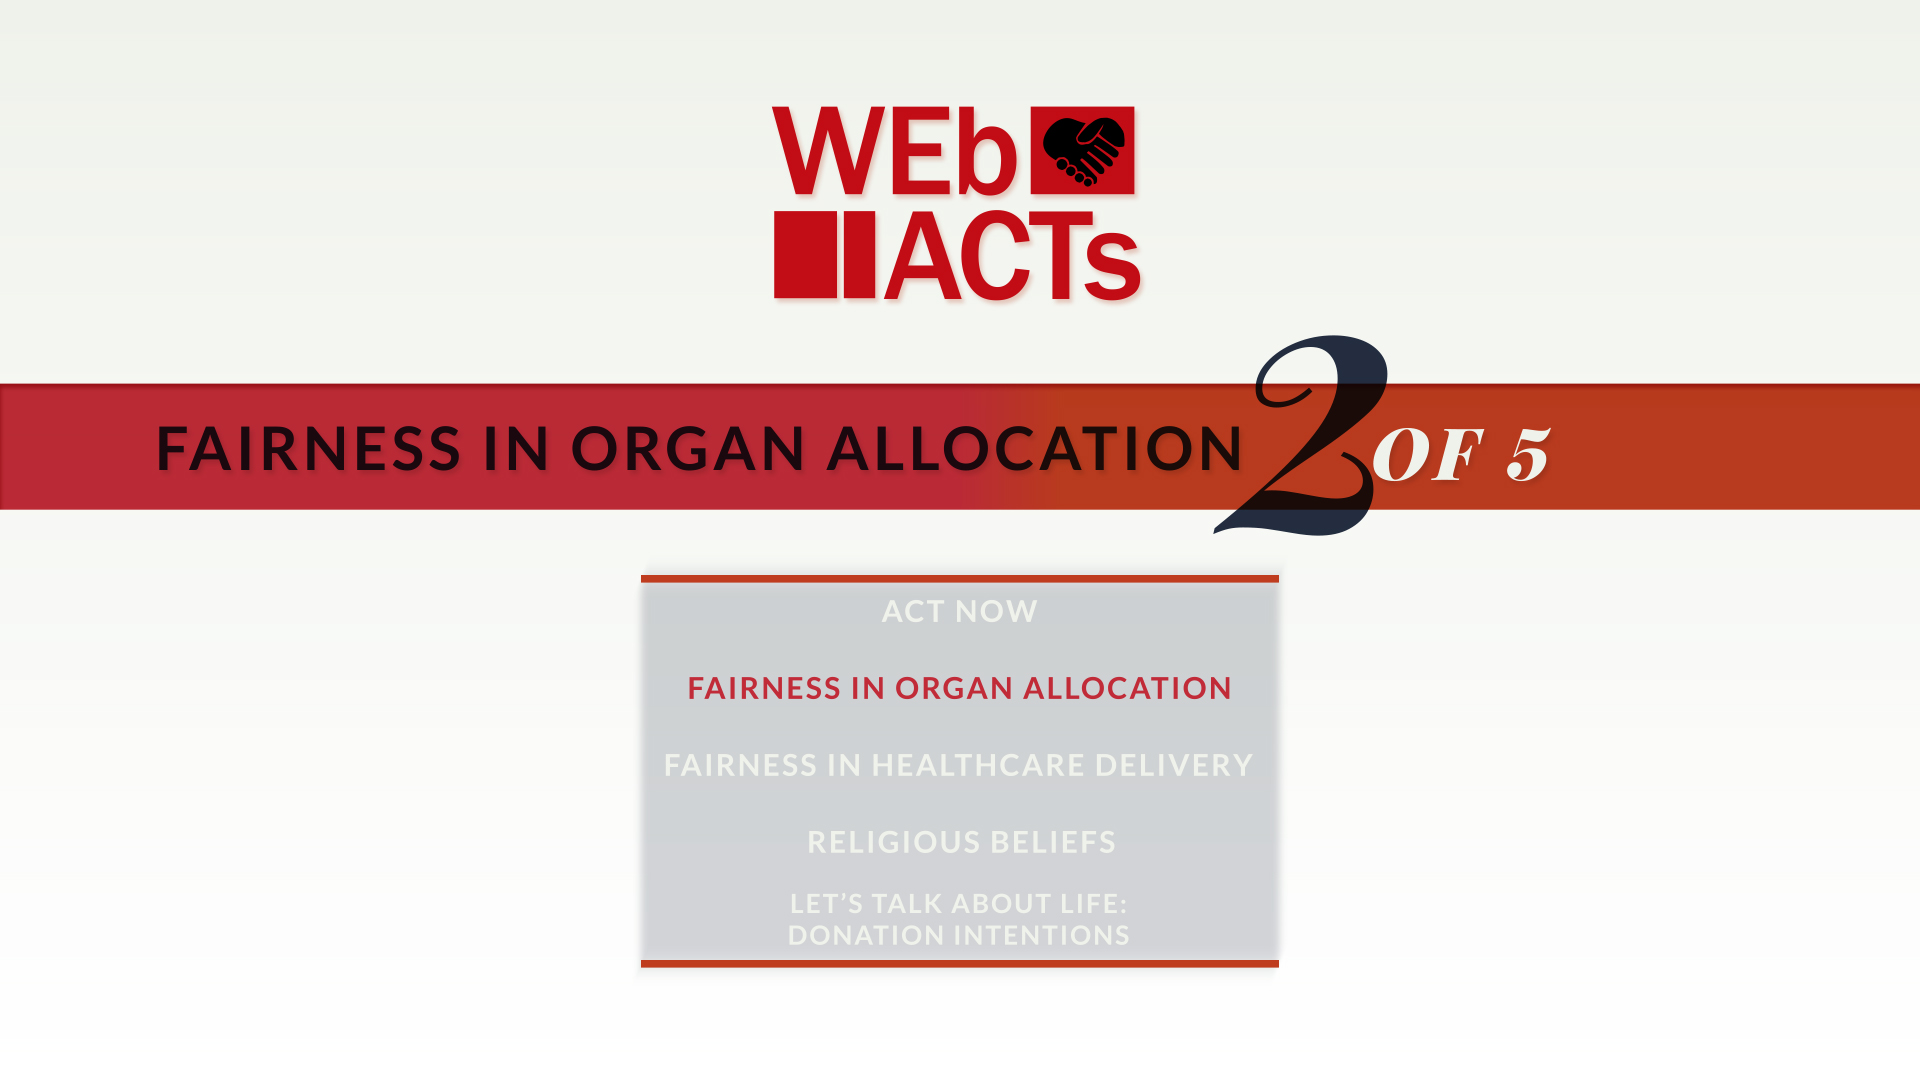 WEb
ACTs
FAIRNESS IN ORGAN ALLOCATION 2 OF 5
ACT NOW
FAIRNESS IN ORGAN ALLOCATION
FAIRNESS IN HEALTHCARE DELIVERY
RELIGIOUS BELIEFS
LET’S TALK ABOUT LIFE:
DONATION INTENTIONS